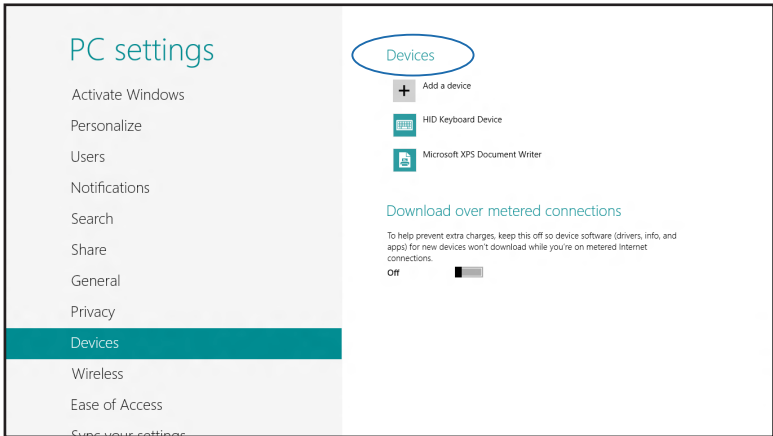 PC settings
Activate Windows
Personalize
Users
Notifications
Search
Share
General
Privacy
Devices
Wireless
Ease of Access
Sync your settings
Devices
Add a device
HID Keyboard Device
Microsoft XPS Document Writer
Download over metered connections
To help prevent extra charges, keep this off so device software (drivers, info, and
apps) for new devices won't download while you're on metered Internet
connections.
Off